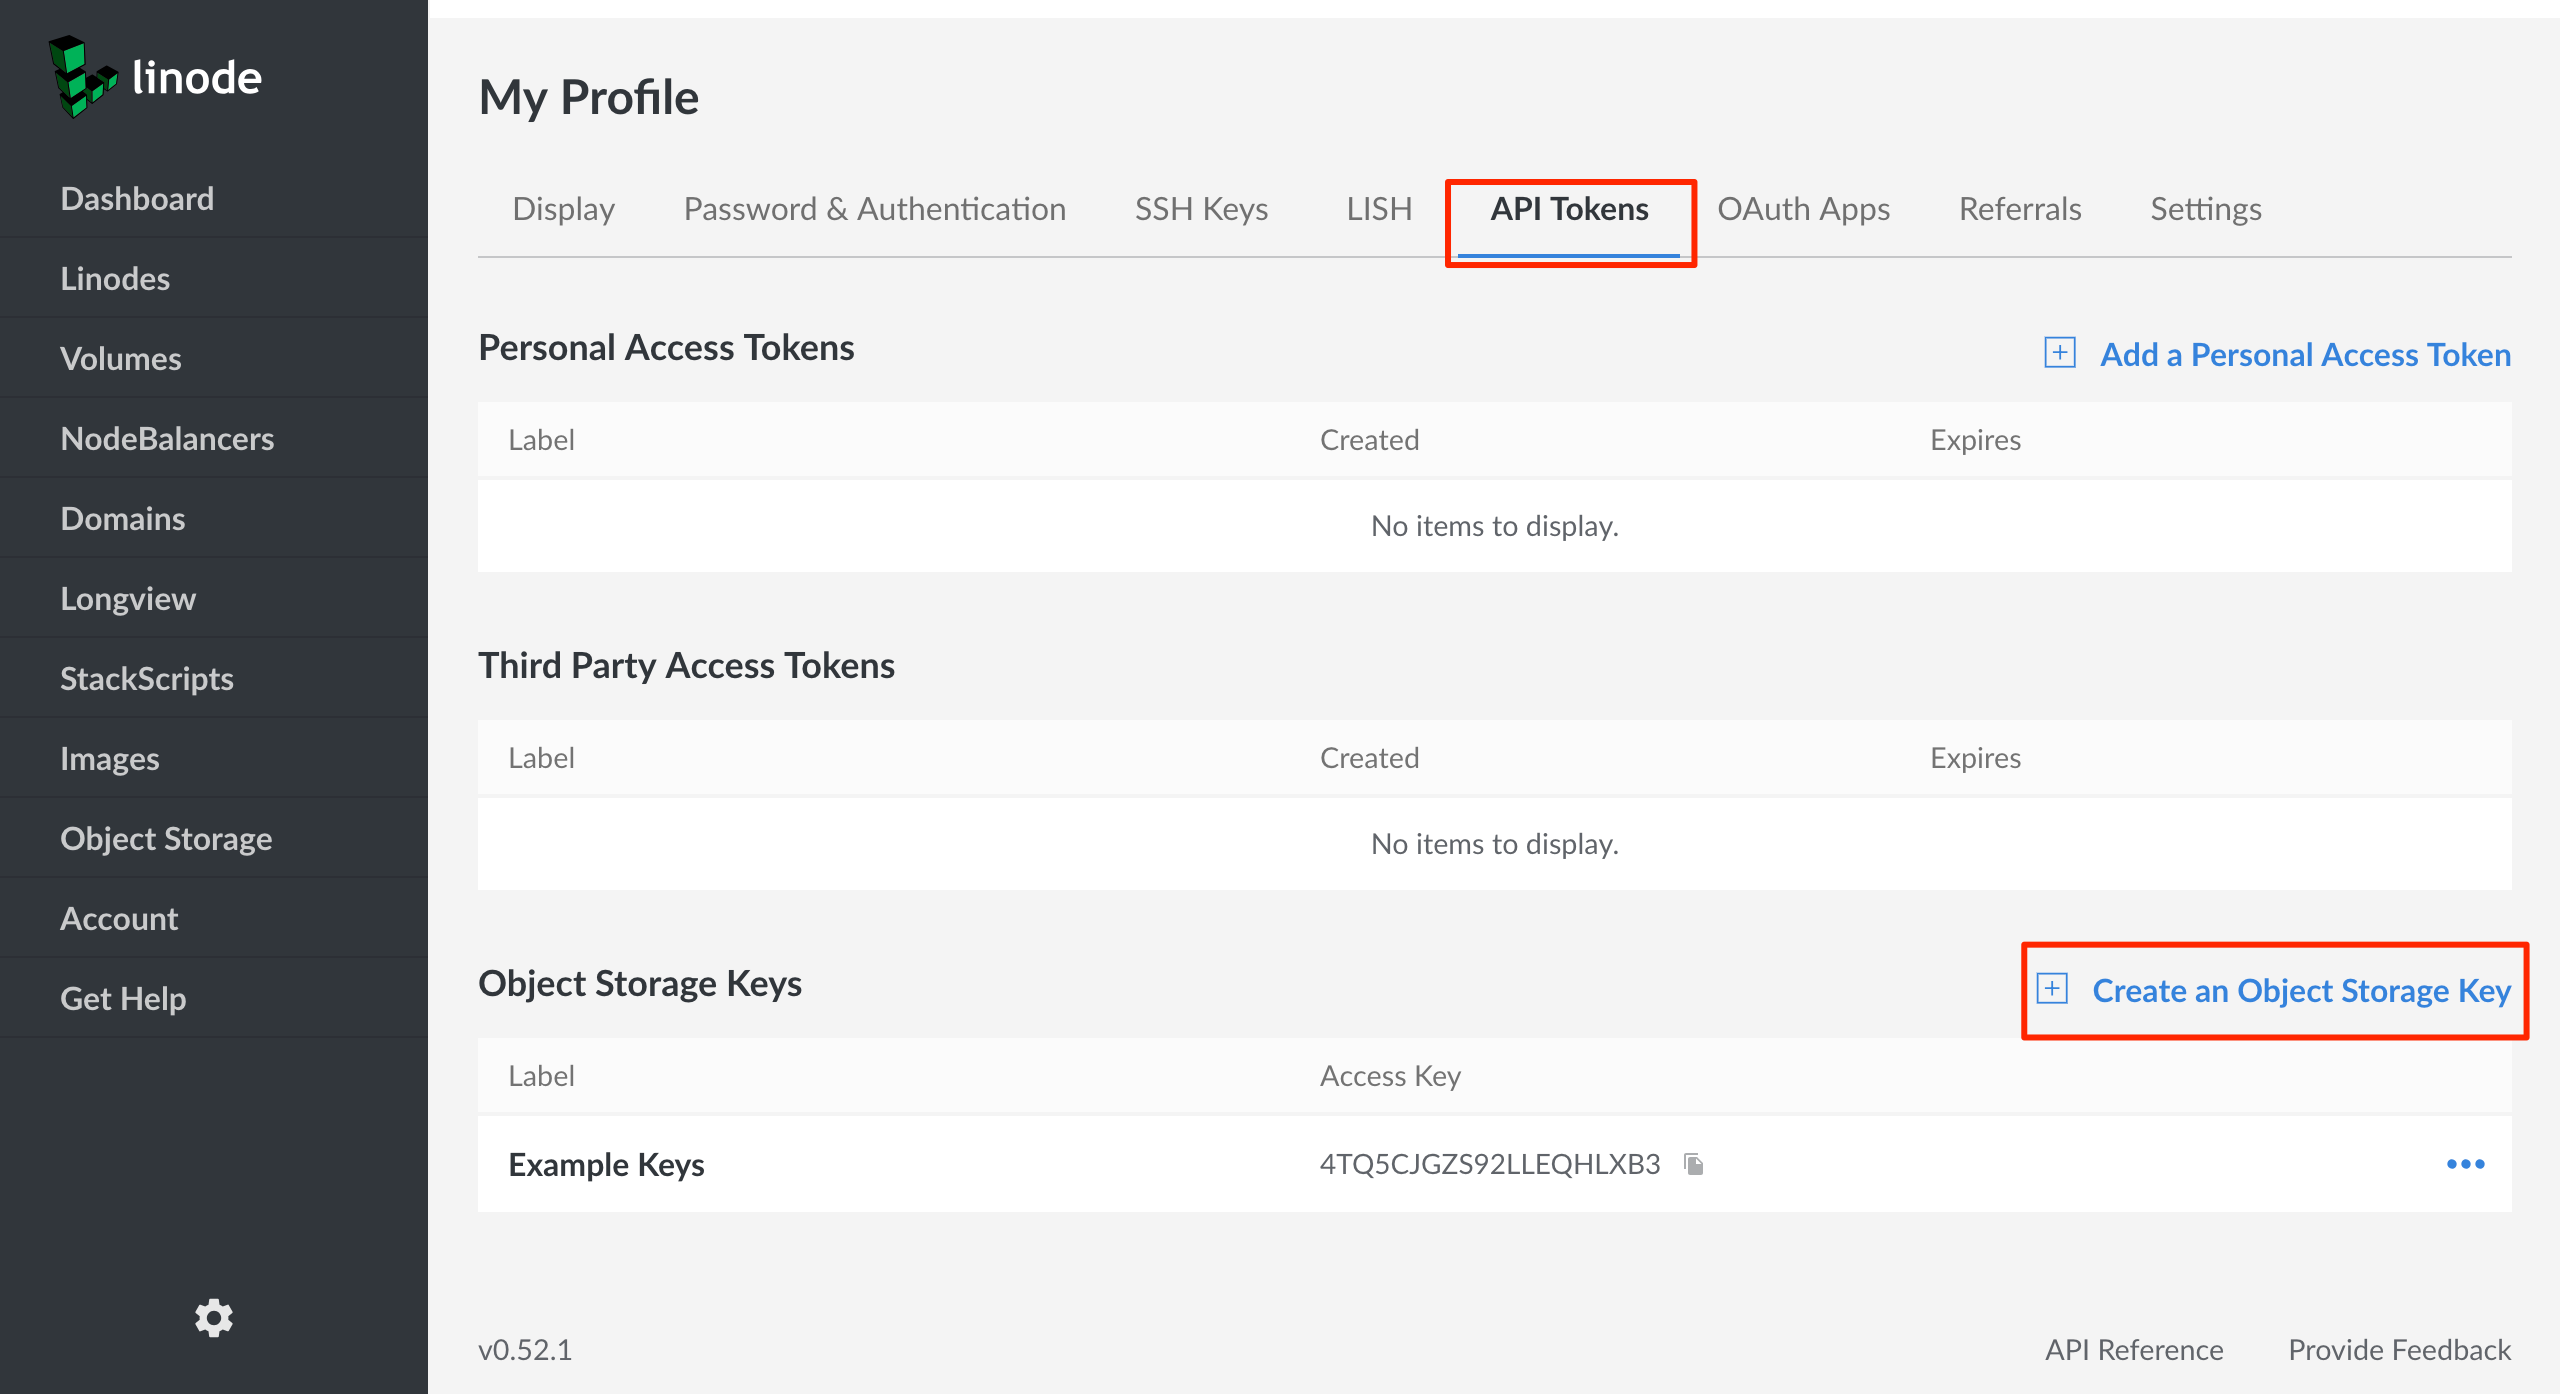 linode
Dashboard
Linodes
Volumes
NodeBalancers
Domains
Longview
StackScripts
Images
Object Storage
Account
Get Help
My Profile
Display Password & Authentication SSH Keys LISH API Tokens OAuth Apps Referrals Settings
Personal Access Tokens Add a Personal Access Token
Label Created Expires
No items to display.
Third Party Access Tokens
Label Created Expires
No items to display.
Object Storage Keys Create an Object Storage Key
Label Access Key
Example Keys 4TQ5CJGZS92LLEQHLXB3
v0.52.1 API Reference Provide Feedback